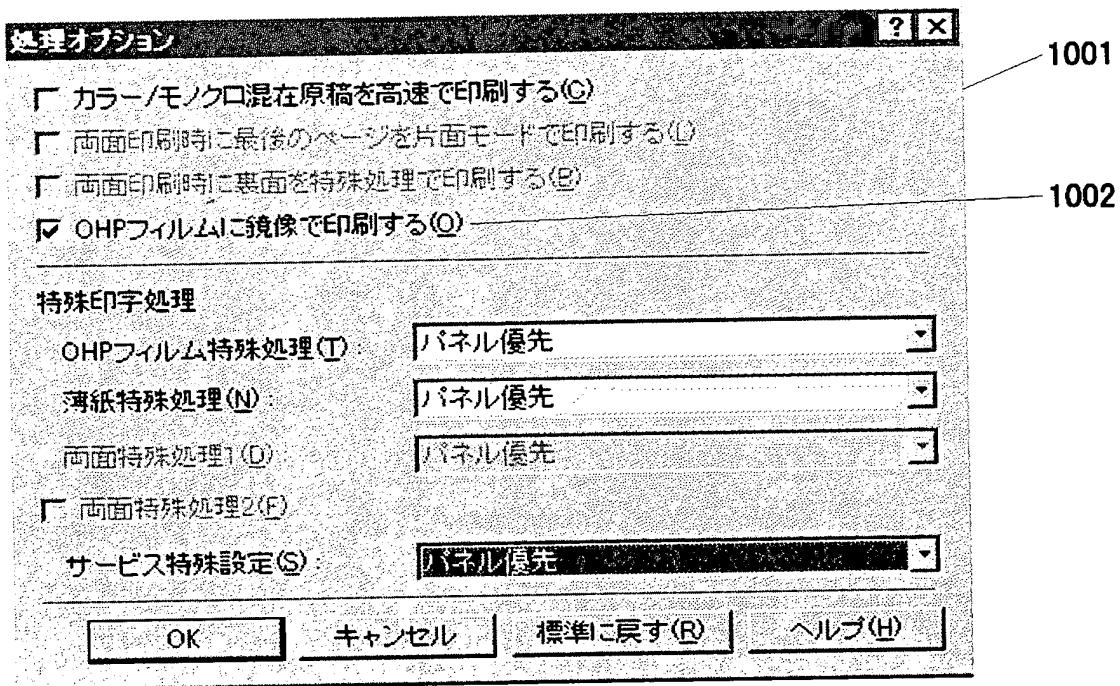 処理オプション ? ×
1001
カラー/モノクロ混在原稿を高速で印刷する(C)
両面印刷時に最後のページを片面モードで印刷する(L)
両面印刷時に裏面を特殊処理で印刷する(B)
OHPフィルムに鏡像で印刷する(O)
1002
特殊印字処理
OHPフィルム特殊処理(T): パネル優先
薄紙特殊処理(N): パネル優先
両面特殊処理1(D): パネル優先
両面特殊処理2(F)
サービス特殊設定(S): パネル優先
OK キャンセル 標準に戻す(R) ヘルプ(H)